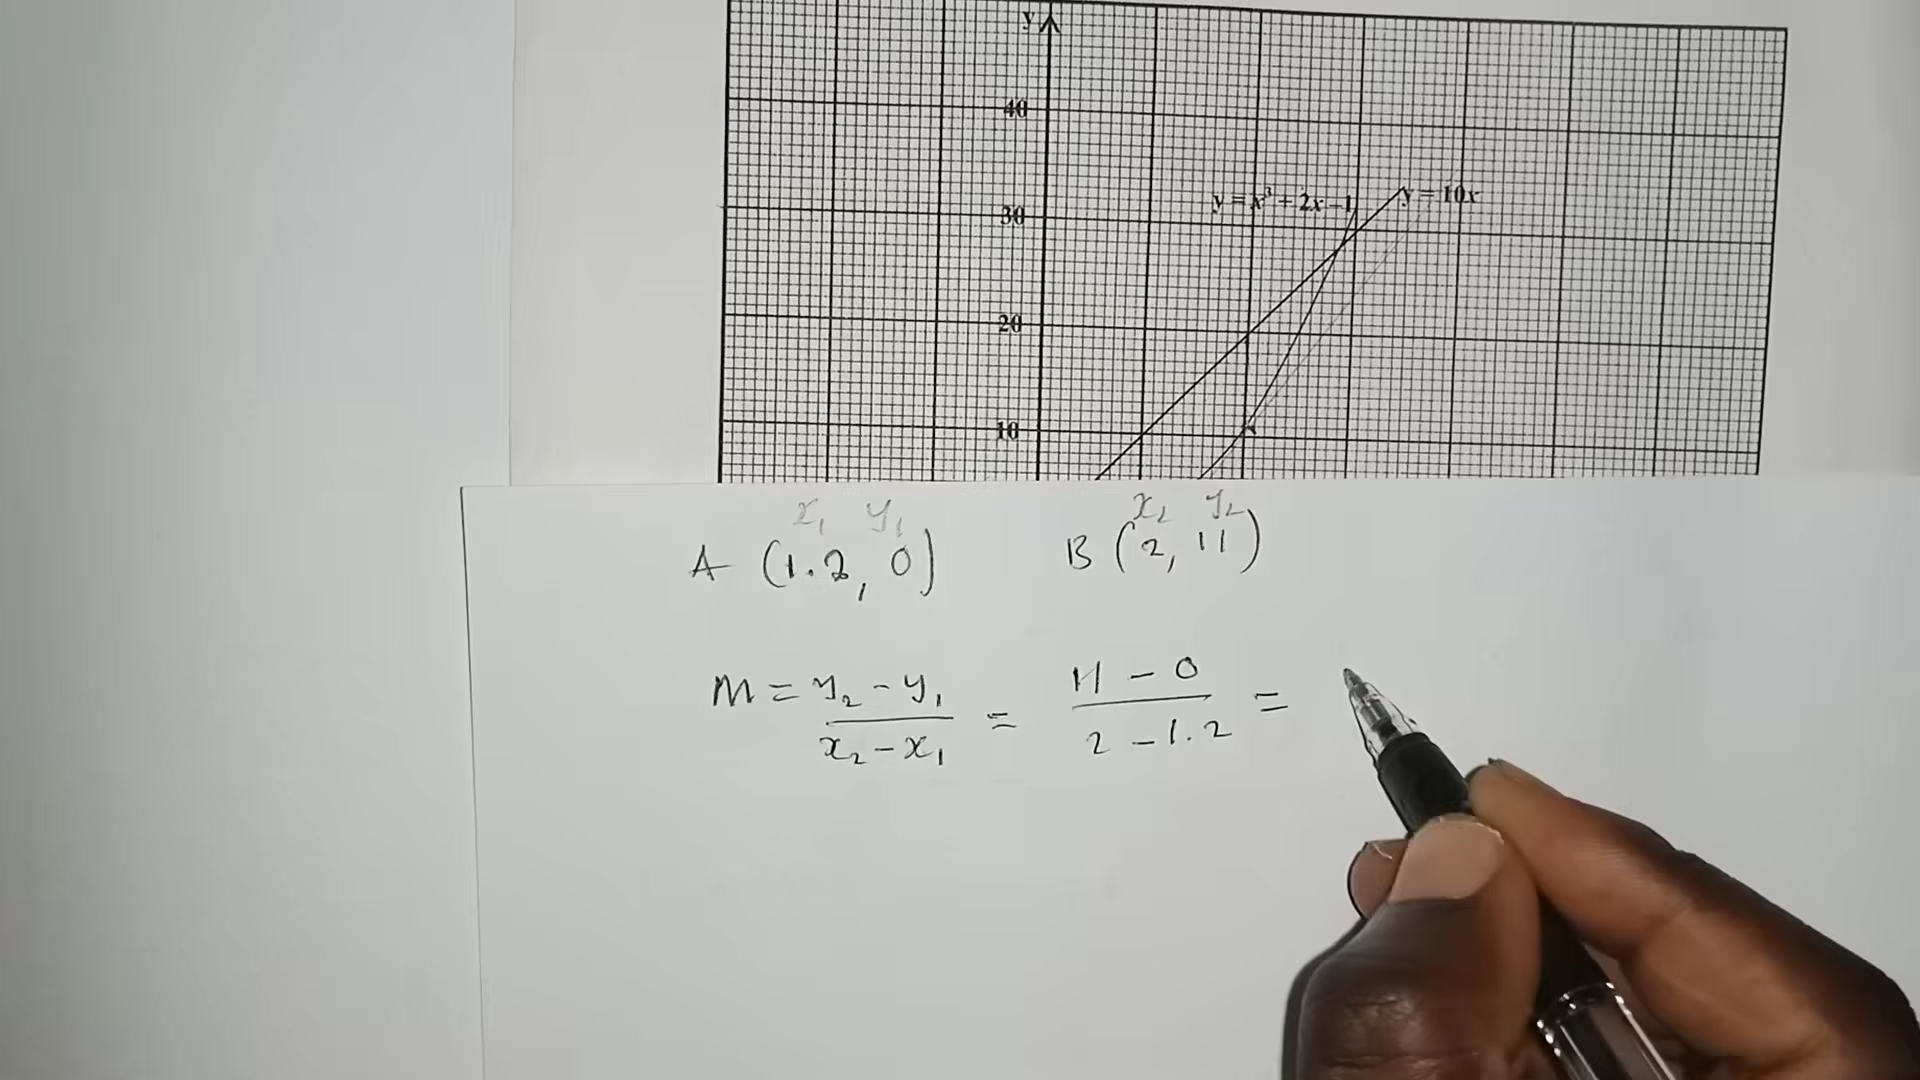 y
40
y = x³ + 2x – 1 y = 10x
30
20
10
x₁ y₁ x₂ y₂
A (1.2, 0) B (2, 11)
M = y₂ - y₁ / x₂ - x₁ = 11 - 0 / 2 - 1.2 =